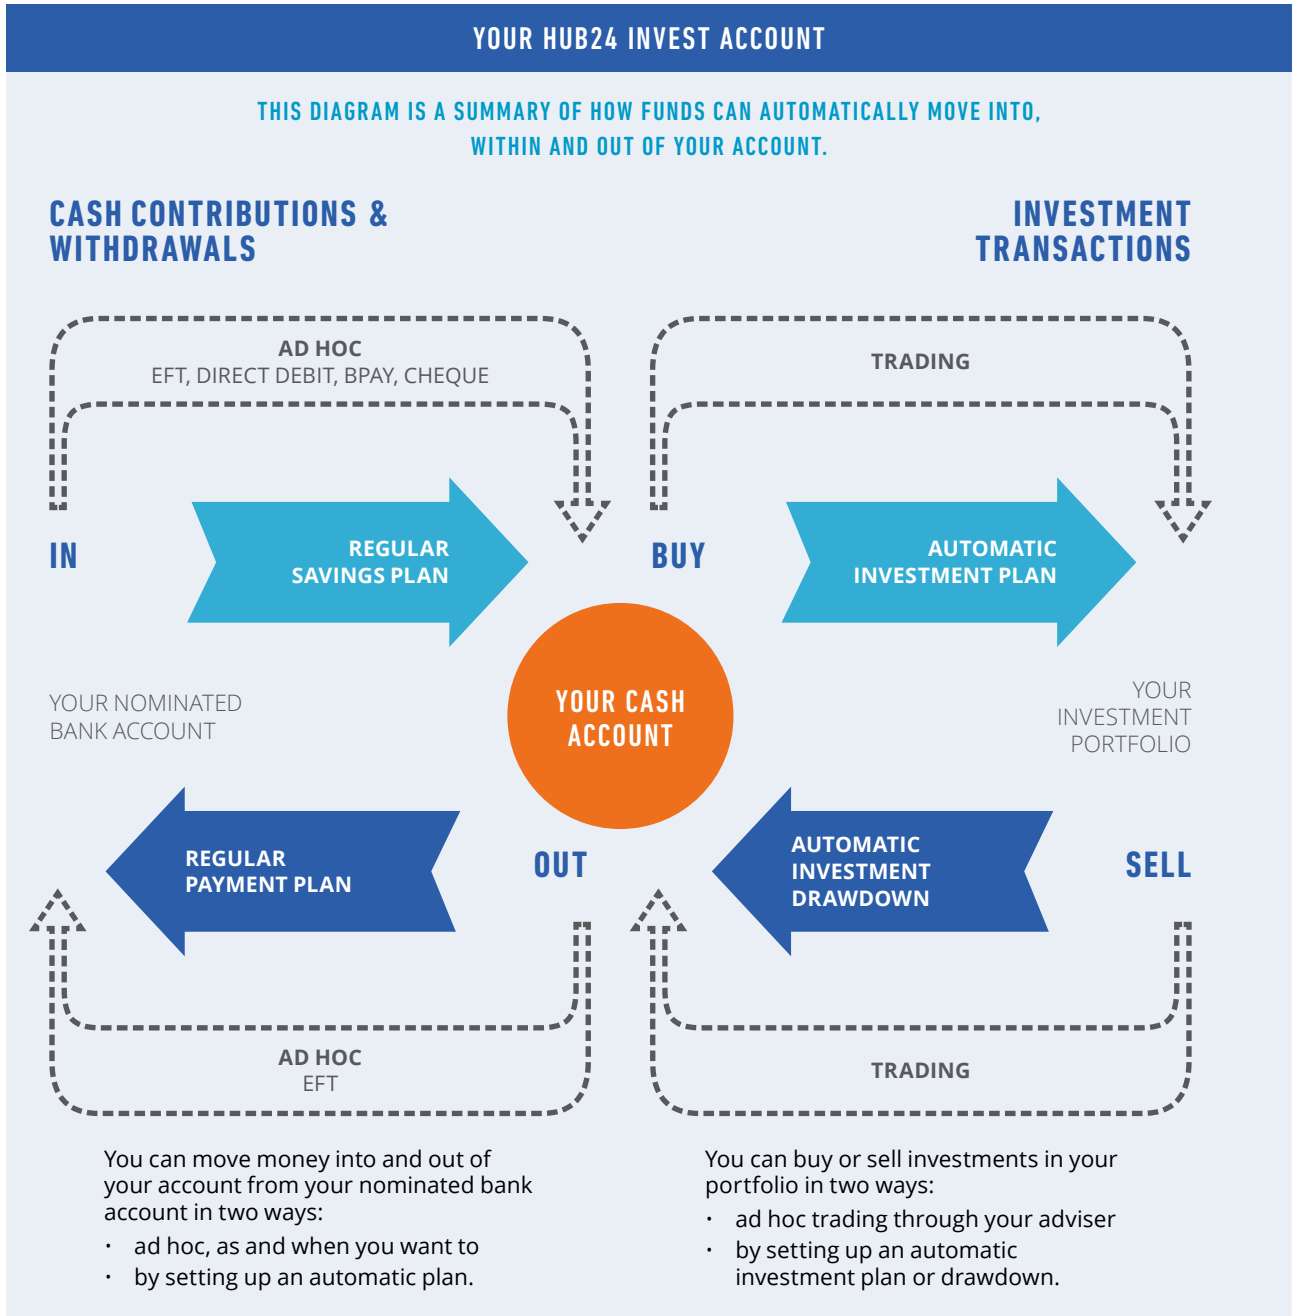 YOUR HUB24 INVEST ACCOUNT
THIS DIAGRAM IS A SUMMARY OF HOW FUNDS CAN AUTOMATICALLY MOVE INTO,
WITHIN AND OUT OF YOUR ACCOUNT.
CASH CONTRIBUTIONS &
WITHDRAWALS
INVESTMENT
TRANSACTIONS
AD HOC
EFT, DIRECT DEBIT, BPAY, CHEQUE
TRADING
IN
REGULAR
SAVINGS PLAN
BUY
AUTOMATIC
INVESTMENT PLAN
YOUR NOMINATED
BANK ACCOUNT
YOUR CASH
ACCOUNT
YOUR
INVESTMENT
PORTFOLIO
REGULAR
PAYMENT PLAN
OUT
AUTOMATIC
INVESTMENT
DRAWDOWN
SELL
AD HOC
EFT
TRADING
You can move money into and out of
your account from your nominated bank
account in two ways:
· ad hoc, as and when you want to
· by setting up an automatic plan.
You can buy or sell investments in your
portfolio in two ways:
· ad hoc trading through your adviser
· by setting up an automatic
investment plan or drawdown.